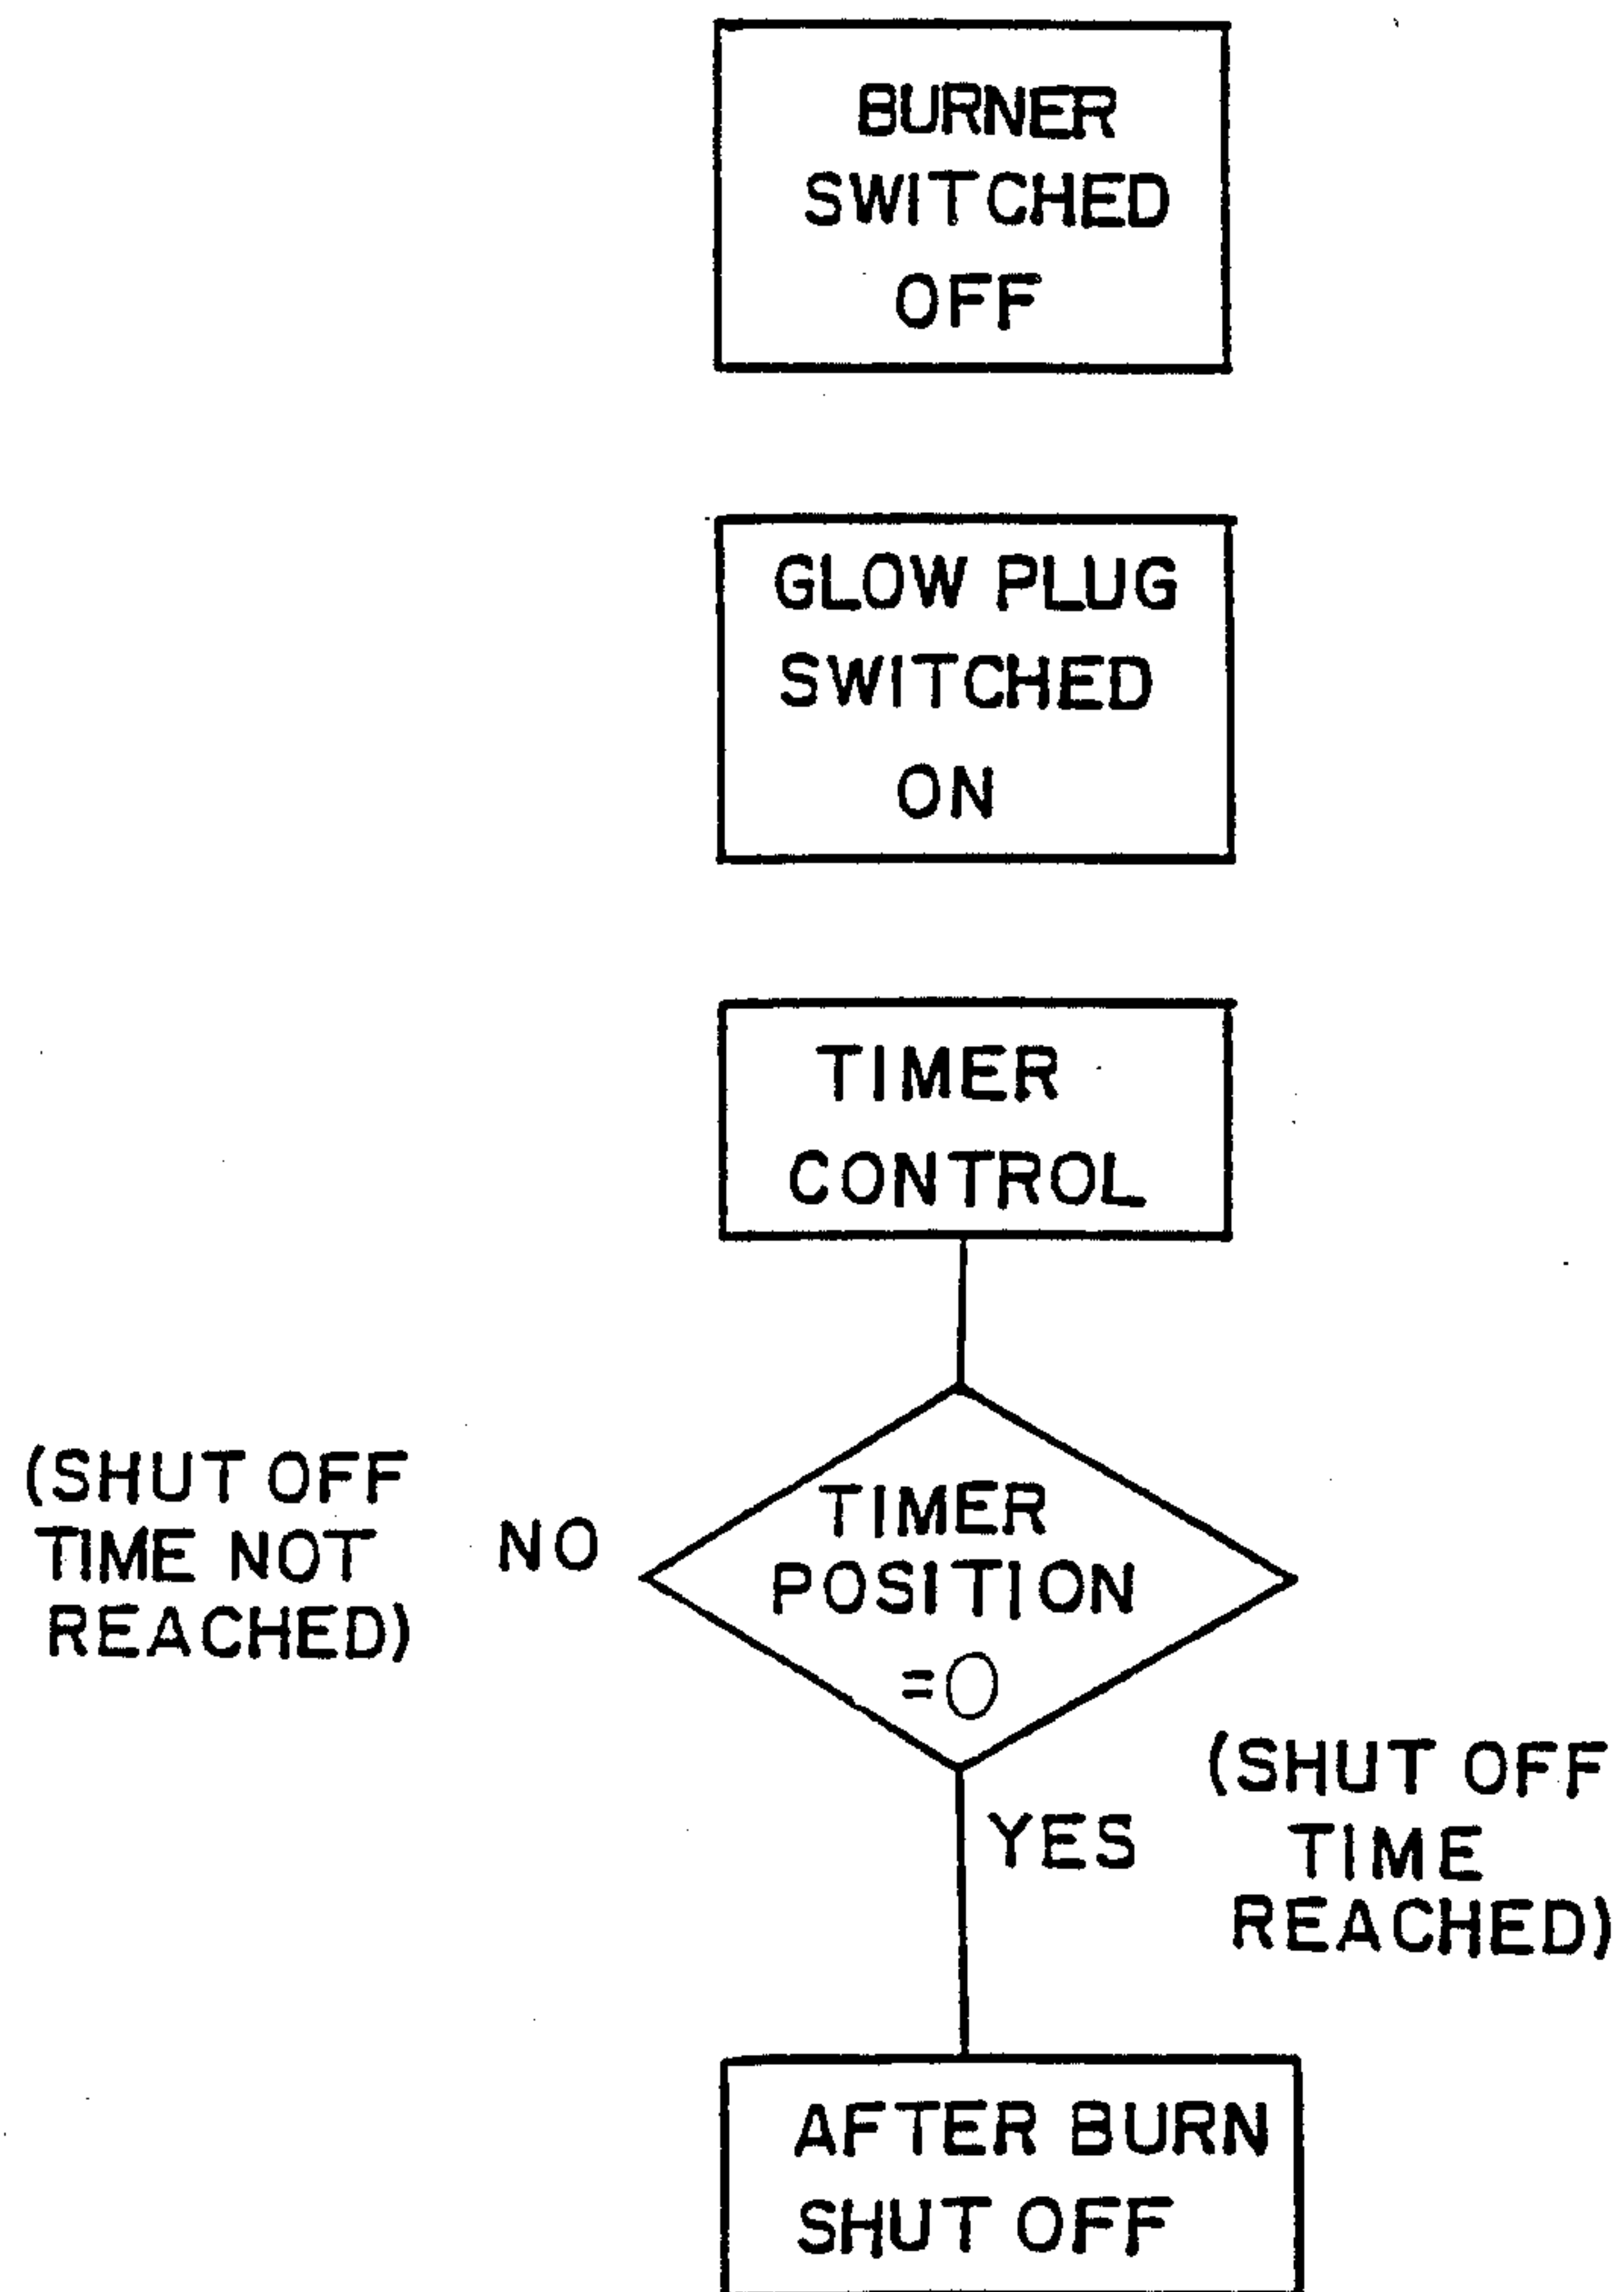 BURNER
SWITCHED
OFF
GLOW PLUG
SWITCHED
ON
TIMER
CONTROL
(SHUT OFF
TIME NOT
REACHED)
NO
TIMER
POSITION
=0
YES
(SHUT OFF
TIME
REACHED)
AFTER BURN
SHUT OFF